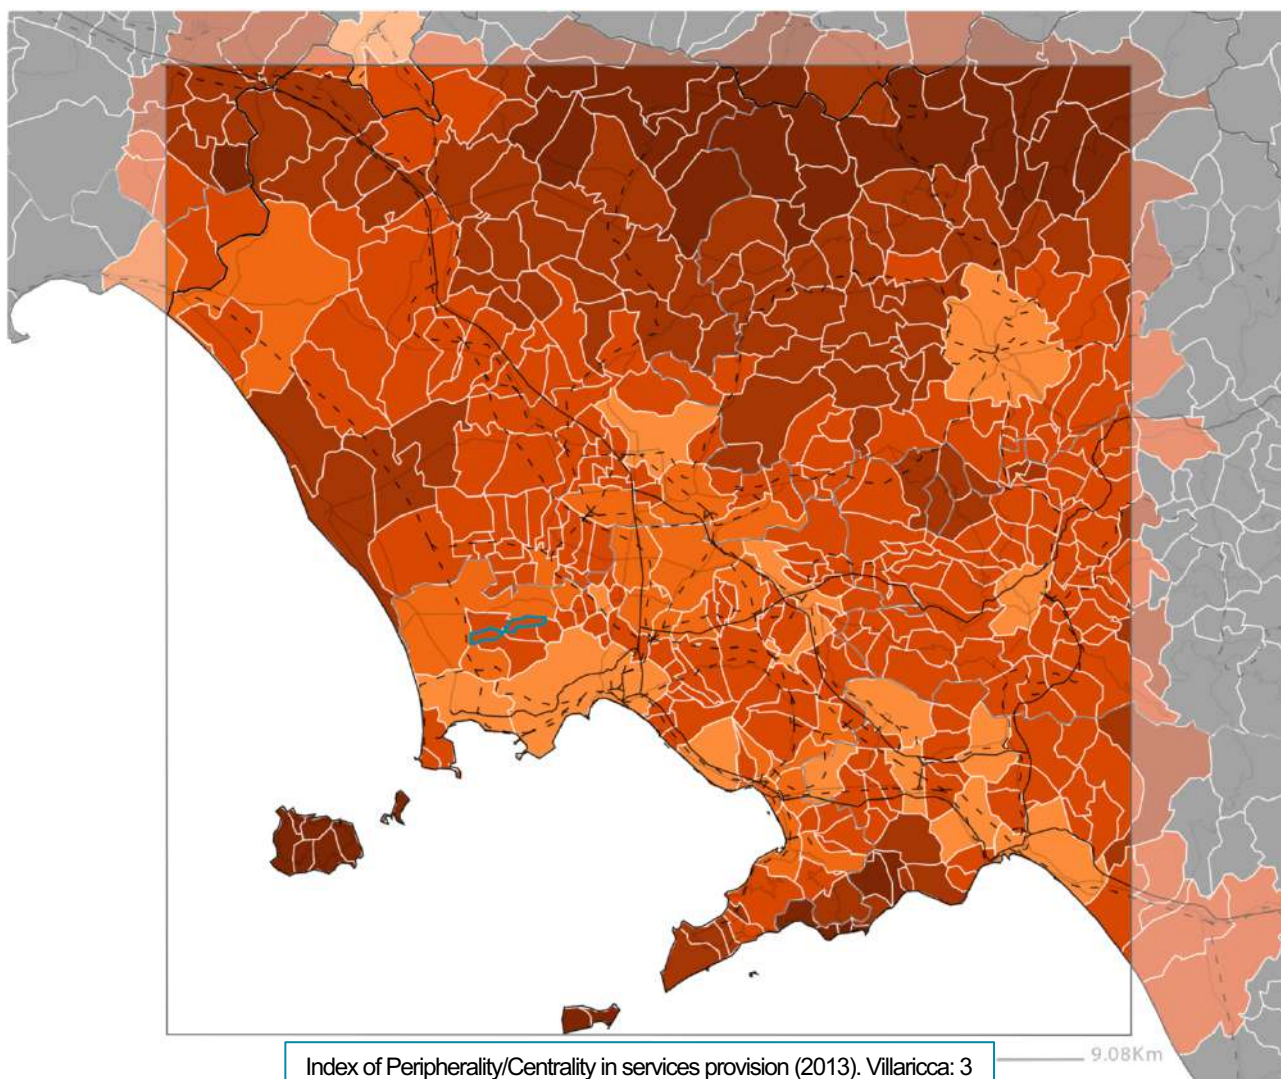 9.08Km
Index of Peripherality/Centrality in services provision (2013). Villaricca: 3